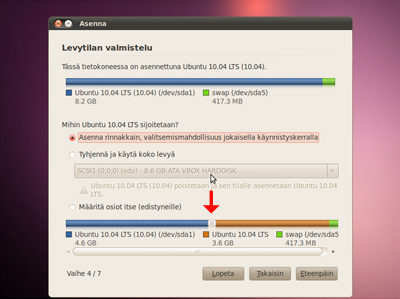 Asenna
Levytilan valmistelu
Tässä tietokoneessa on asennettuna Ubuntu 10.04 LTS (10.04).
Ubuntu 10.04 LTS (10.04) (/dev/sda1) swap (/dev/sda5)
8.2 GB 417.3 MB
Mihin Ubuntu 10.04 LTS sijoitetaan?
Asenna rinnakkain, valitsemismahdollisuus jokaisella käynnistyskerralla
Tyhjennä ja käytä koko levyä
SCSI1 (0,0,0) (sda) - 8.6 GB ATA VBOX HARDDISK
Ubuntu 10.04 LTS (10.04) poistetaan ja sen tilalle asennetaan Ubuntu 10.04
LTS.
Määritä osiot itse (edistyneille)
Ubuntu 10.04 LTS (10.04) (/dev/sda1) Ubuntu 10.04 LTS swap (/dev/sda5
4.6 GB 3.6 GB 417.3 MB
Vaihe 4 / 7 Lopeta Takaisin Eteenpäin